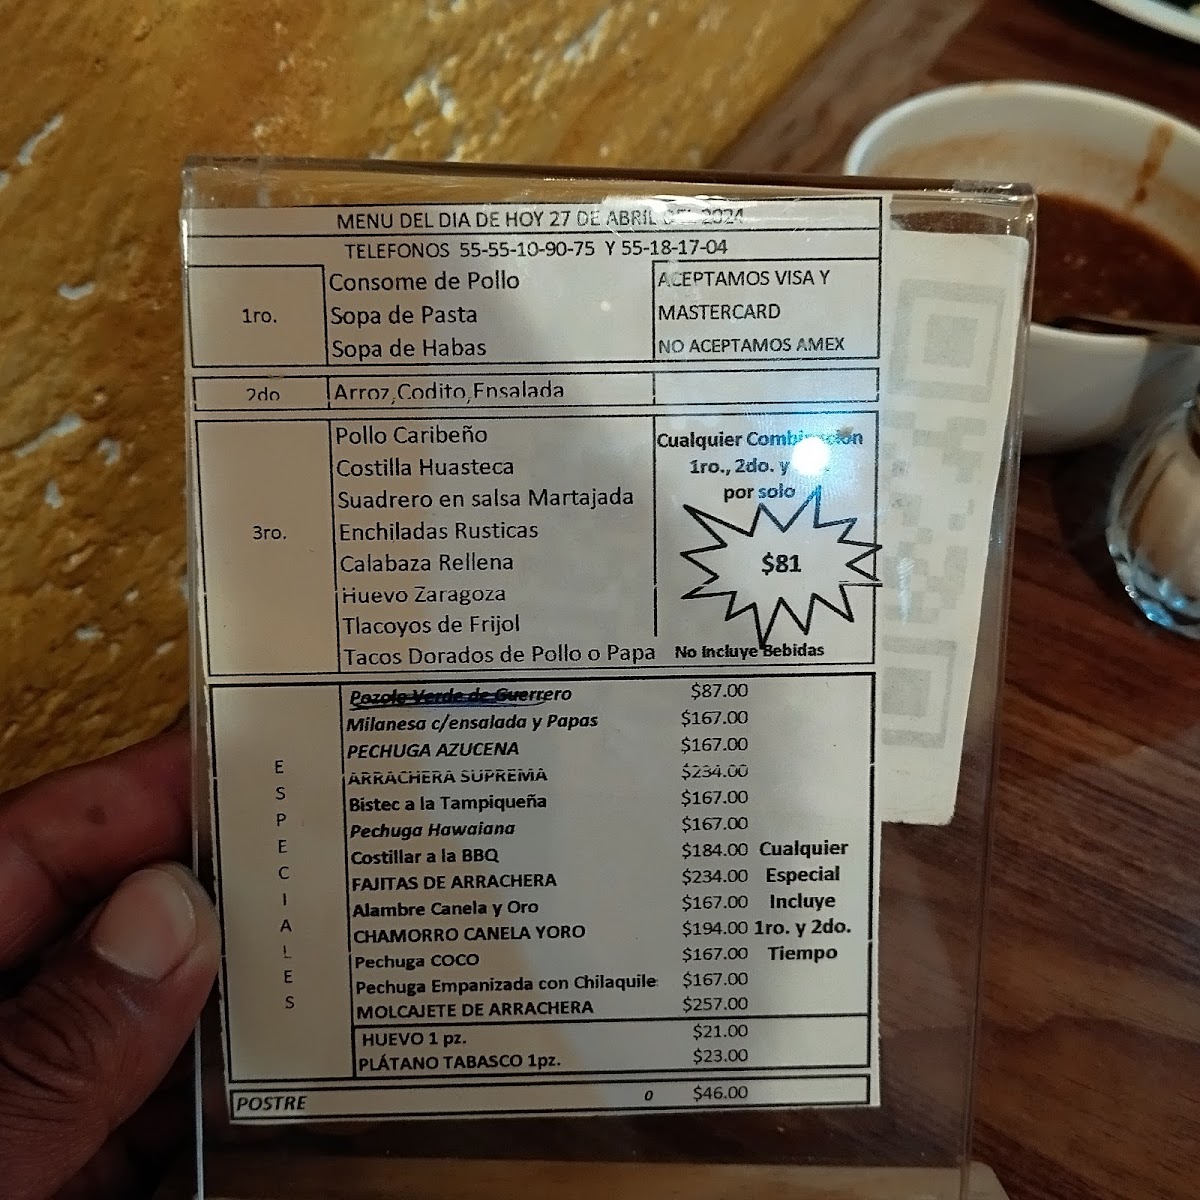 MENU DEL DIA DE HOY 27 DE ABRIL DEL 2024
TELEFONOS 55-55-10-90-75 Y 55-18-17-04
1ro.
Consome de Pollo
Sopa de Pasta
Sopa de Habas
ACEPTAMOS VISA Y
MASTERCARD
NO ACEPTAMOS AMEX
2do
Arroz,Codito,Ensalada
3ro.
Pollo Caribeño
Costilla Huasteca
Suadrero en salsa Martajada
Enchiladas Rusticas
Calabaza Rellena
Huevo Zaragoza
Tlacoyos de Frijol
Tacos Dorados de Pollo o Papa
Cualquier Combinación
1ro., 2do. y
por solo
$81
No Incluye Bebidas
ESPECIALES
Pozole Verde de Guerrero $87.00
Milanesa c/ensalada y Papas $167.00
PECHUGA AZUCENA $167.00
ARRACHERA SUPREMA $234.00
Bistec a la Tampiqueña $167.00
Pechuga Hawaiana $167.00
Costillar a la BBQ $184.00 Cualquier
FAJITAS DE ARRACHERA $234.00 Especial
Alambre Canela y Oro $167.00 Incluye
CHAMORRO CANELA YORO $194.00 1ro. y 2do.
Pechuga COCO $167.00 Tiempo
Pechuga Empanizada con Chilaquile $167.00
MOLCAJETE DE ARRACHERA $257.00
HUEVO 1 pz. $21.00
PLÁTANO TABASCO 1pz. $23.00
POSTRE 0 $46.00